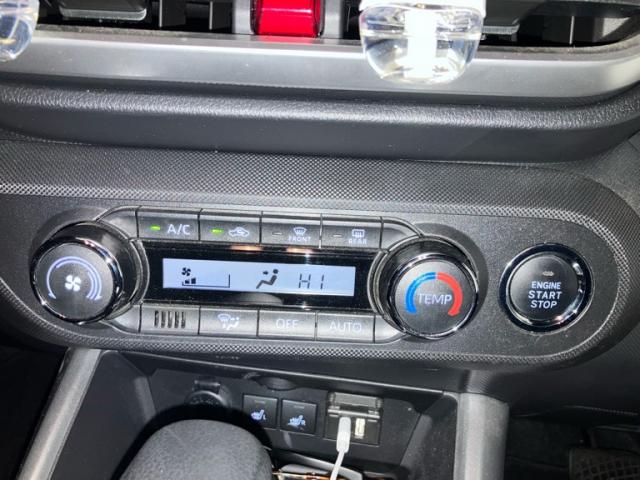 A/C
FRONT
REAR
HI
TEMP
ENGINE
START
STOP
OFF
AUTO
L
R